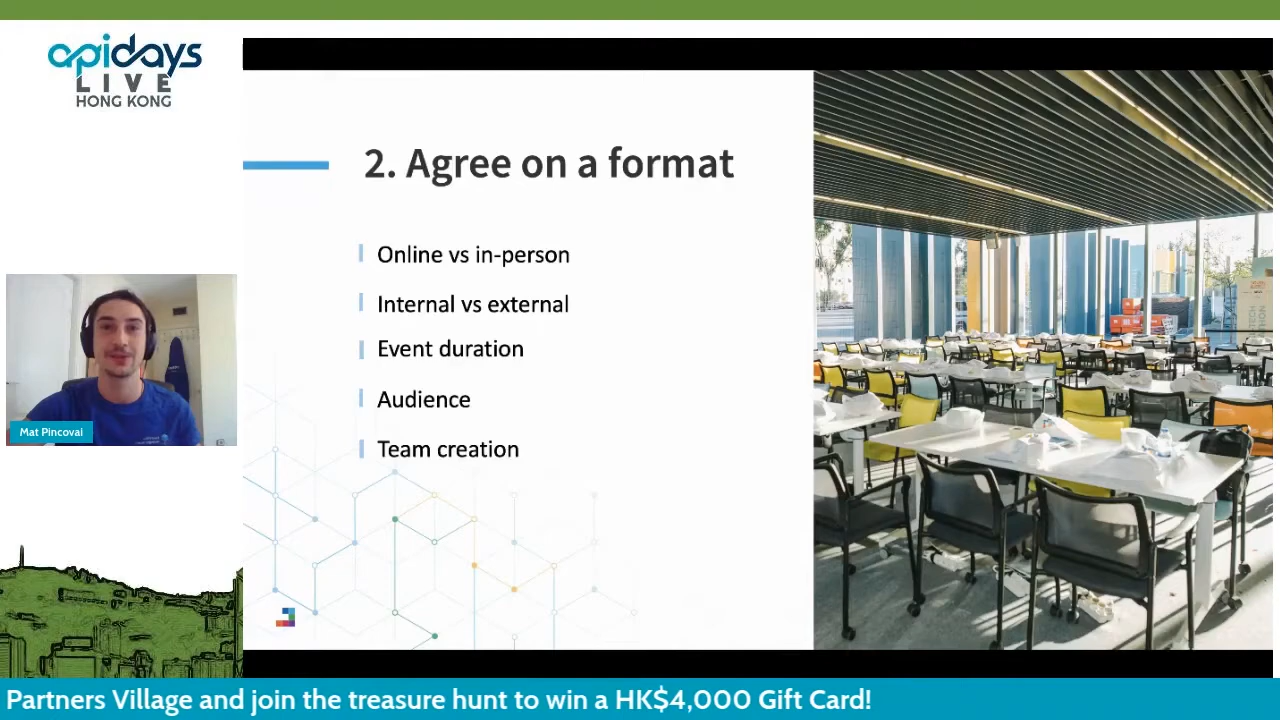 apidays
LIVE
HONG KONG
2. Agree on a format
Online vs in-person
Internal vs external
Event duration
Audience
Team creation
Mat Pincovai
Partners Village and join the treasure hunt to win a HK$4,000 Gift Card!